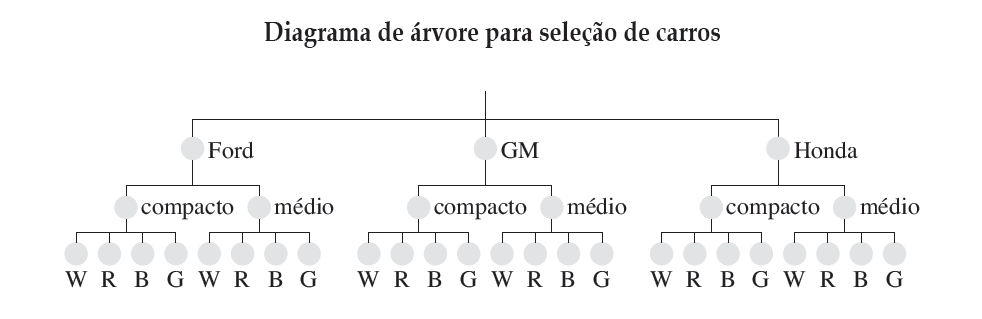 Diagrama de árvore para seleção de carros
Ford GM Honda
compacto médio compacto médio compacto médio
W R B G W R B G W R B G W R B G W R B G W R B G